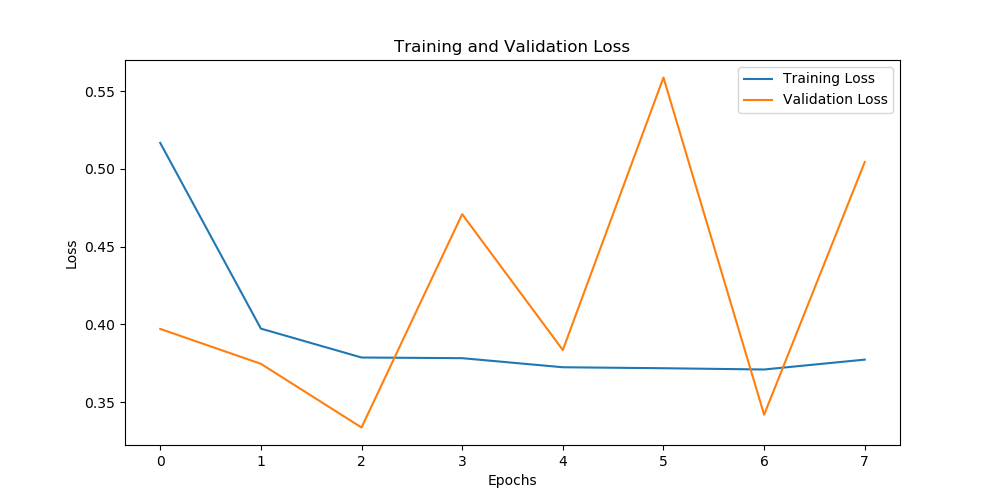 Training and Validation Loss
Training Loss
Validation Loss
0.55
0.50
0.45
0.40
0.35
Loss
0 1 2 3 4 5 6 7
Epochs